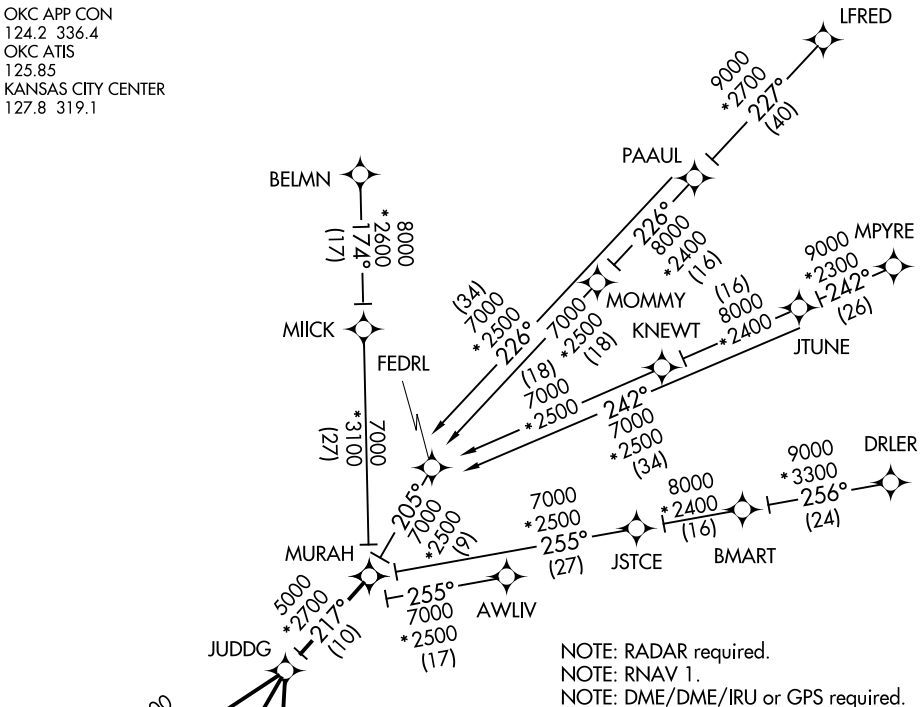 OKC APP CON
124.2 336.4
OKC ATIS
125.85
KANSAS CITY CENTER
127.8 319.1
LFRED
9000
*2700
227°
(40)
PAAUL
BELMN
8000
*2600
174°
(17)
226°
8000
*2400
(16)
MPYRE
9000
*2300
242°
(26)
MOMMY
(16)
8000
*2400
JTUNE
MIICK
(34)
7000
*2500
226°
7000
*2500
(18)
KNEWT
(18)
7000
*2500
242°
7000
*2500
(34)
FEDRL
7000
*3100
(27)
DRLER
9000
*3300
256°
(24)
8000
*2400
(16)
BMART
205°
7000
*2500
(9)
7000
*2500
255°
(27)
JSTCE
MURAH
255°
7000
*2500
(17)
AWLIV
5000
*2700
217°
(10)
JUDDG
NOTE: RADAR required.
NOTE: RNAV 1.
NOTE: DME/DME/IRU or GPS required.